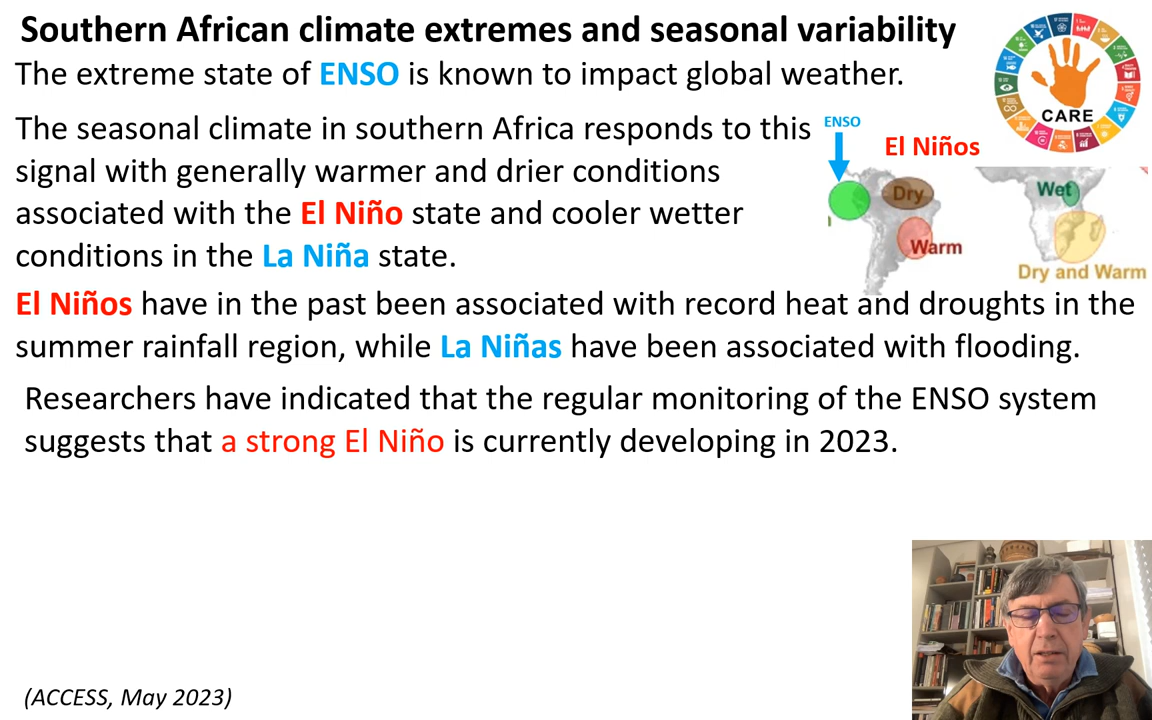 Southern African climate extremes and seasonal variability
The extreme state of ENSO is known to impact global weather.
CARE
The seasonal climate in southern Africa responds to this
signal with generally warmer and drier conditions
associated with the El Niño state and cooler wetter
conditions in the La Niña state.
ENSO
El Niños
Dry
Warm
Wet
Dry and Warm
El Niños have in the past been associated with record heat and droughts in the
summer rainfall region, while La Niñas have been associated with flooding.
Researchers have indicated that the regular monitoring of the ENSO system
suggests that a strong El Niño is currently developing in 2023.
(ACCESS, May 2023)